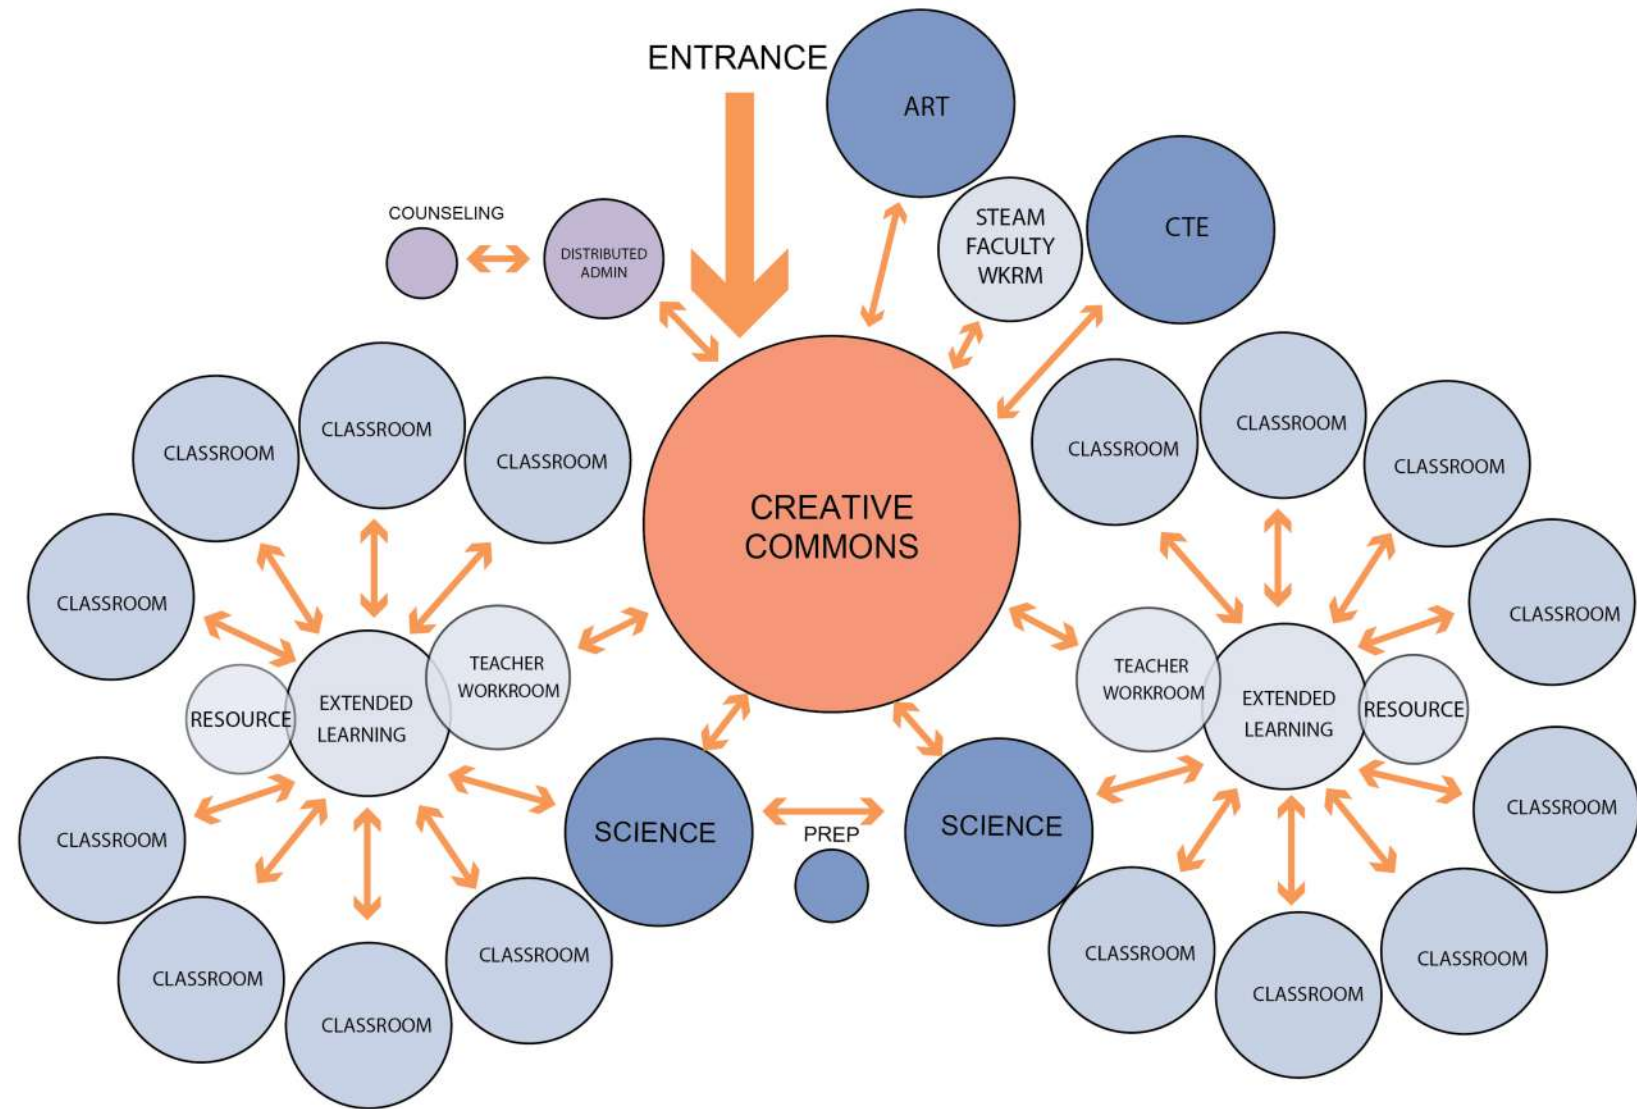 ENTRANCE
ART
COUNSELING
DISTRIBUTED
ADMIN
STEAM
FACULTY
WKRM
CTE
CLASSROOM
CLASSROOM
CLASSROOM
CLASSROOM
RESOURCE
EXTENDED
LEARNING
TEACHER
WORKROOM
CLASSROOM
CLASSROOM
CLASSROOM
CLASSROOM
CREATIVE
COMMONS
SCIENCE
PREP
SCIENCE
CLASSROOM
CLASSROOM
CLASSROOM
CLASSROOM
TEACHER
WORKROOM
EXTENDED
LEARNING
RESOURCE
CLASSROOM
CLASSROOM
CLASSROOM
CLASSROOM